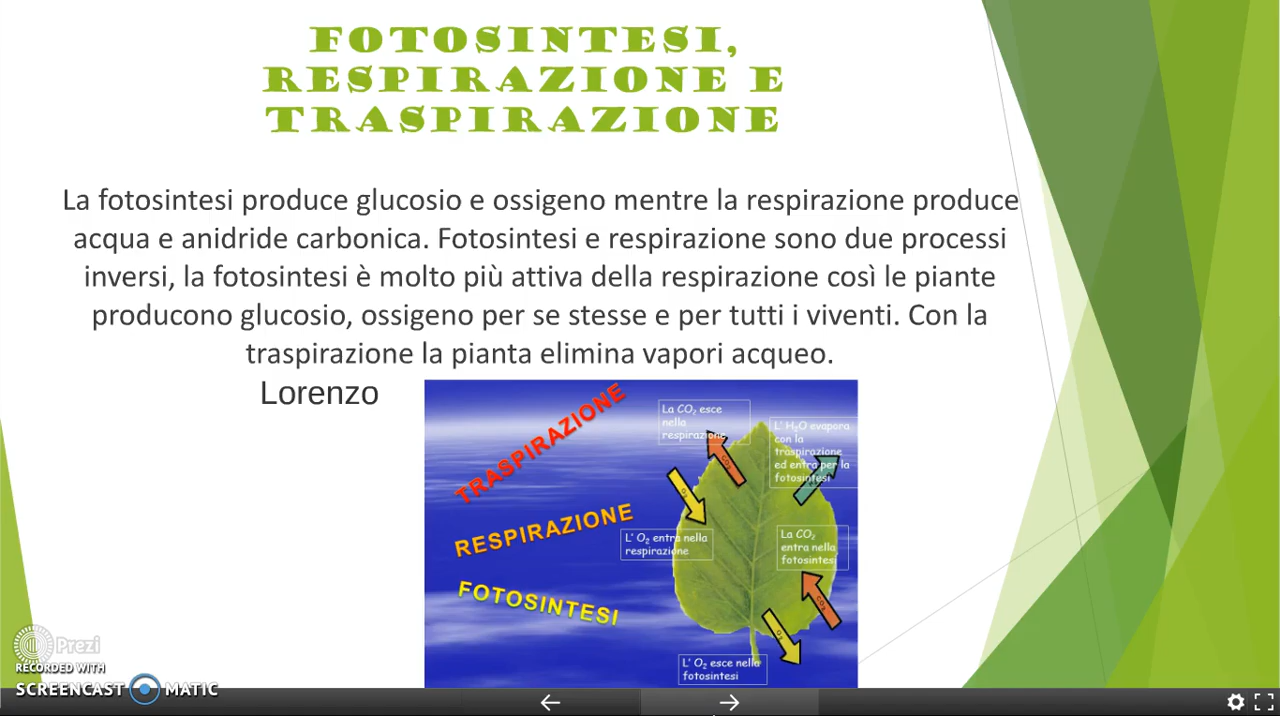 FOTOSINTESI,
RESPIRAZIONE E
TRASPIRAZIONE
La fotosintesi produce glucosio e ossigeno mentre la respirazione produce
acqua e anidride carbonica. Fotosintesi e respirazione sono due processi
inversi, la fotosintesi è molto più attiva della respirazione così le piante
producono glucosio, ossigeno per se stesse e per tutti i viventi. Con la
traspirazione la pianta elimina vapori acqueo.
Lorenzo
TRASPIRAZIONE
RESPIRAZIONE
FOTOSINTESI
La CO₂ esce
nella
respirazione
L' H₂O evapora
con la
traspirazione
ed entra per la
fotosintesi
CO₂
O₂
L' O₂ entra nella
respirazione
La CO₂
entra nella
fotosintesi
CO₂
O₂
L' O₂ esce nella
fotosintesi
Prezi
RECORDED WITH
SCREENCAST MATIC